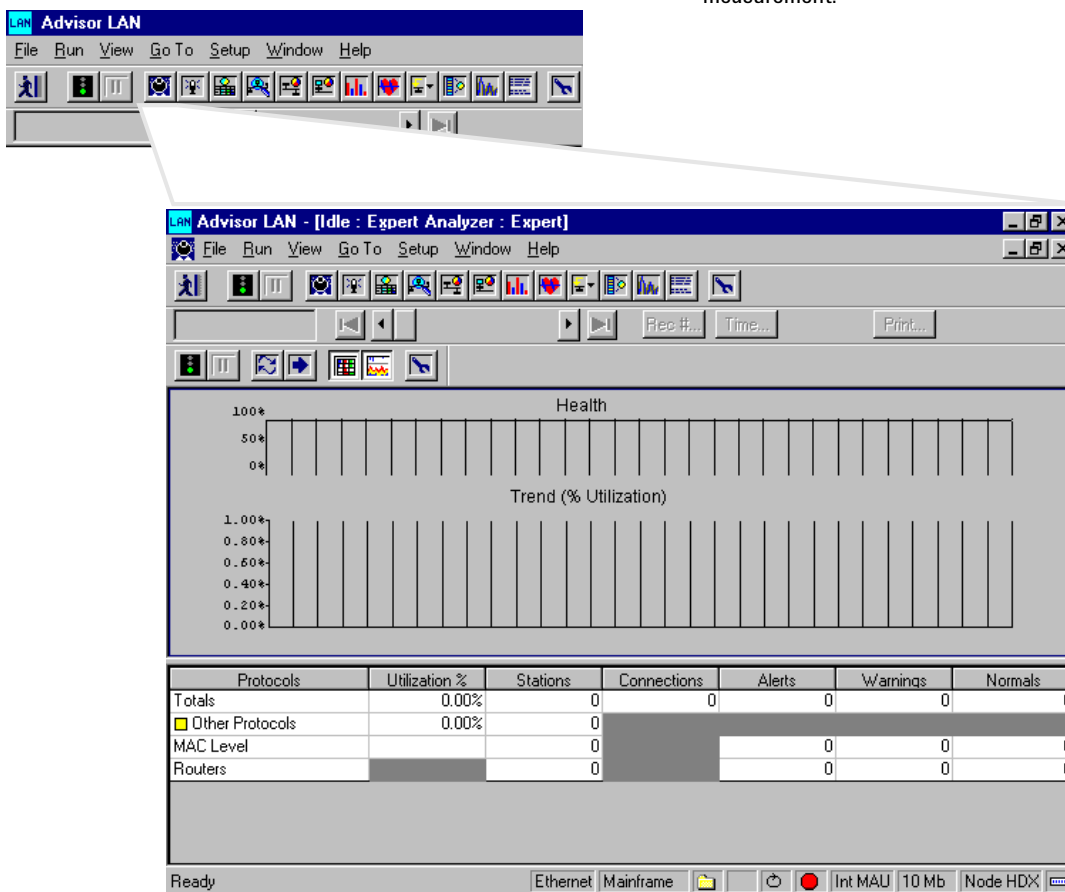 measurement.
LAN Advisor LAN
File Run View Go To Setup Window Help
LAN Advisor LAN - [Idle : Expert Analyzer : Expert]
File Run View Go To Setup Window Help
Rec #... Time... Print...
Health
100%
50%
0%
Trend (% Utilization)
1.00%
0.80%
0.60%
0.40%
0.20%
0.00%
Protocols Utilization % Stations Connections Alerts Warnings Normals
Totals 0.00% 0 0 0 0
Other Protocols 0.00% 0
MAC Level 0 0 0
Routers 0 0 0
Ready Ethernet Mainframe Int MAU 10 Mb Node HDX